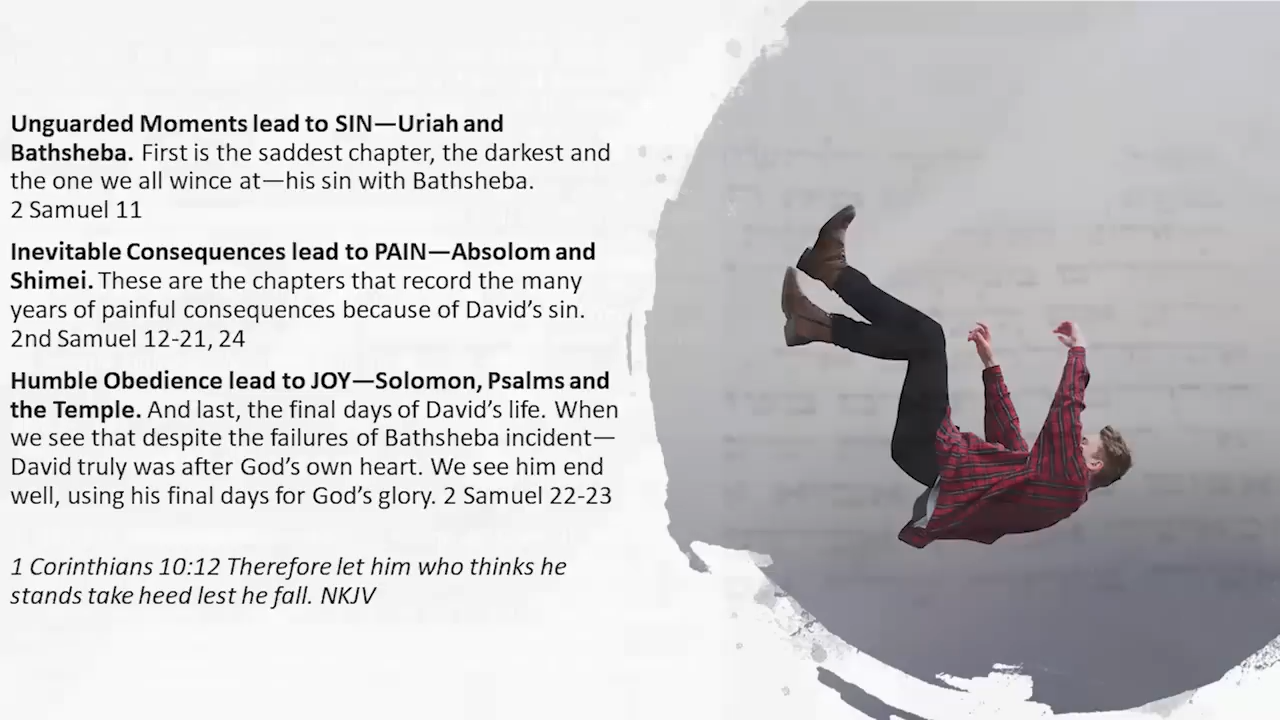 Unguarded Moments lead to SIN—Uriah and
Bathsheba. First is the saddest chapter, the darkest and
the one we all wince at—his sin with Bathsheba.
2 Samuel 11
Inevitable Consequences lead to PAIN—Absolom and
Shimei. These are the chapters that record the many
years of painful consequences because of David’s sin.
2nd Samuel 12-21, 24
Humble Obedience lead to JOY—Solomon, Psalms and
the Temple. And last, the final days of David’s life. When
we see that despite the failures of Bathsheba incident—
David truly was after God’s own heart. We see him end
well, using his final days for God’s glory. 2 Samuel 22-23
1 Corinthians 10:12 Therefore let him who thinks he
stands take heed lest he fall. NKJV